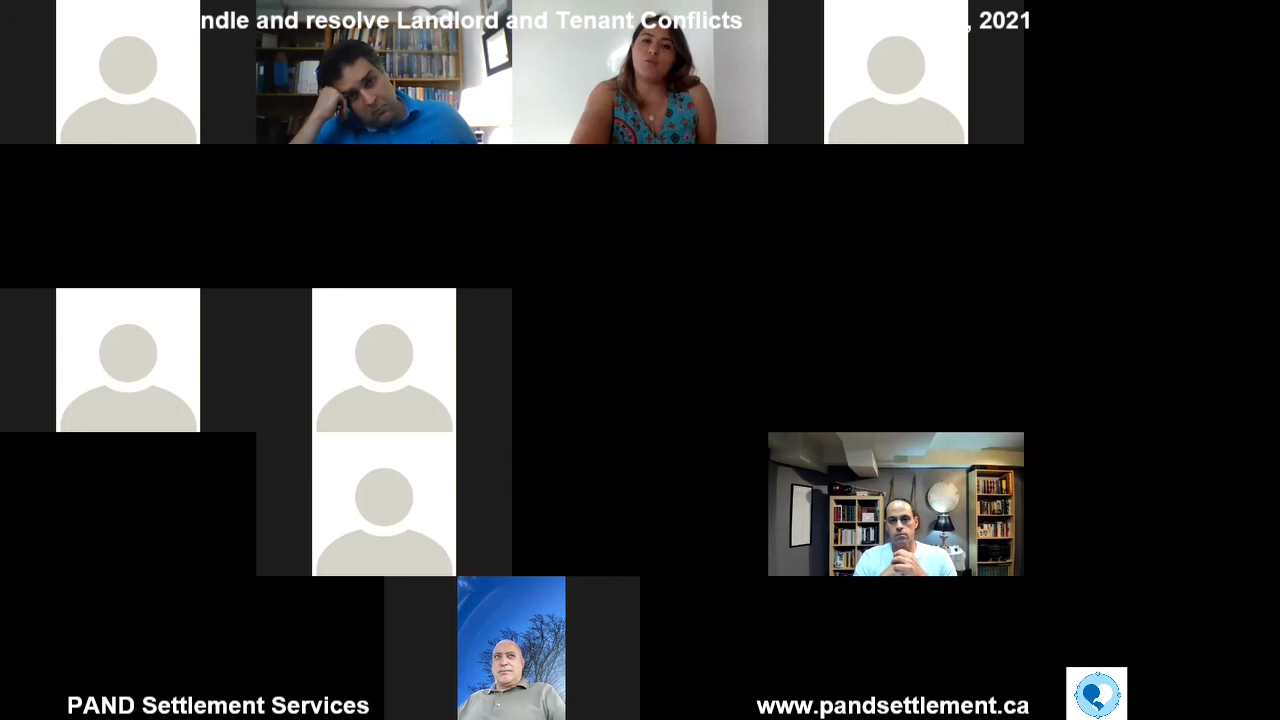 ndle and resolve Landlord and Tenant Conflicts
, 2021
PAND Settlement Services
www.pandsettlement.ca